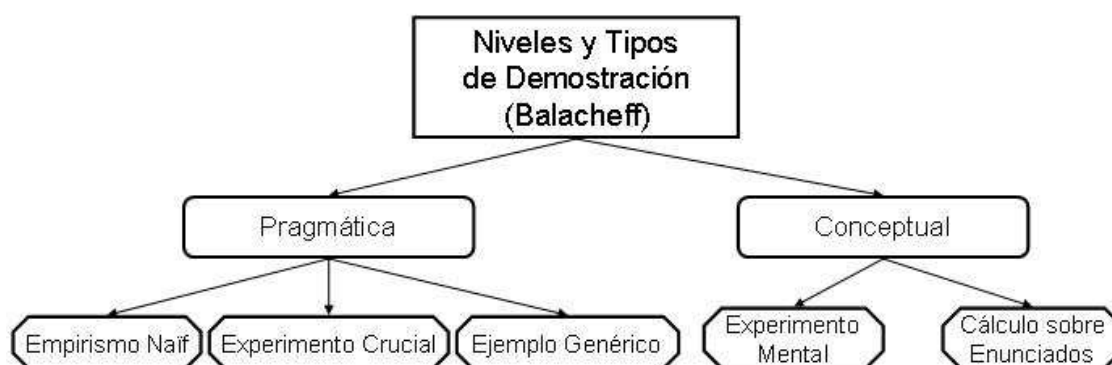 Niveles y Tipos
de Demostración
(Balacheff)
Pragmática
Conceptual
Empirismo Naïf
Experimento Crucial
Ejemplo Genérico
Experimento
Mental
Cálculo sobre
Enunciados